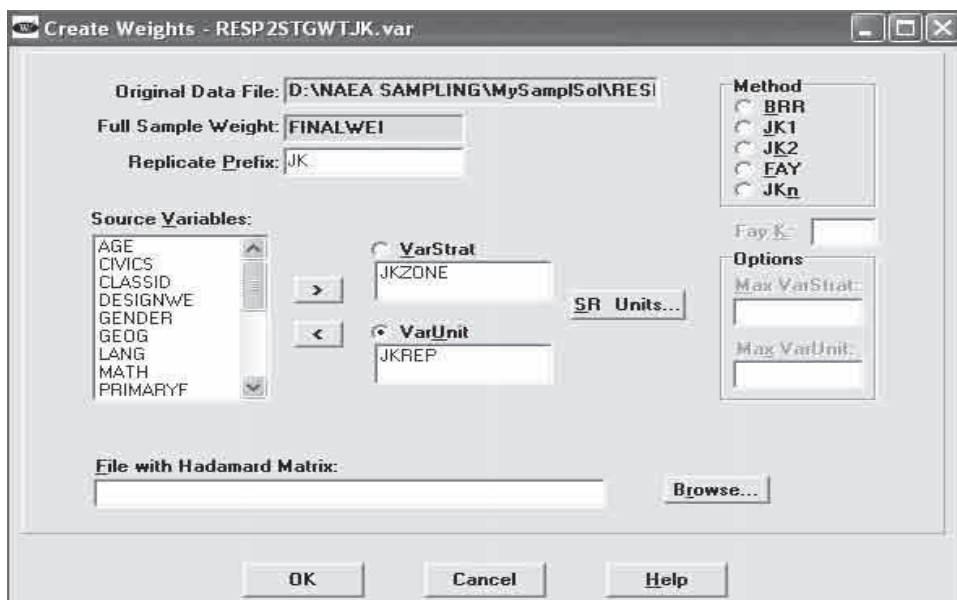 Create Weights - RESP2STGWTJK.var
Original Data File: D:\NAEA SAMPLING\MySamplSol\RES
Full Sample Weight: FINALWEI
Replicate Prefix: JK
Method
BRR
JK1
JK2
FAY
JKn
Fay K:
Source Variables:
AGE
CIVICS
CLASSID
DESIGNWE
GENDER
GEOG
LANG
MATH
PRIMARYF
>
<
VarStrat
JKZONE
VarUnit
JKREP
SR Units...
Options
Max VarStrat:
Max VarUnit:
File with Hadamard Matrix:
Browse...
OK Cancel Help